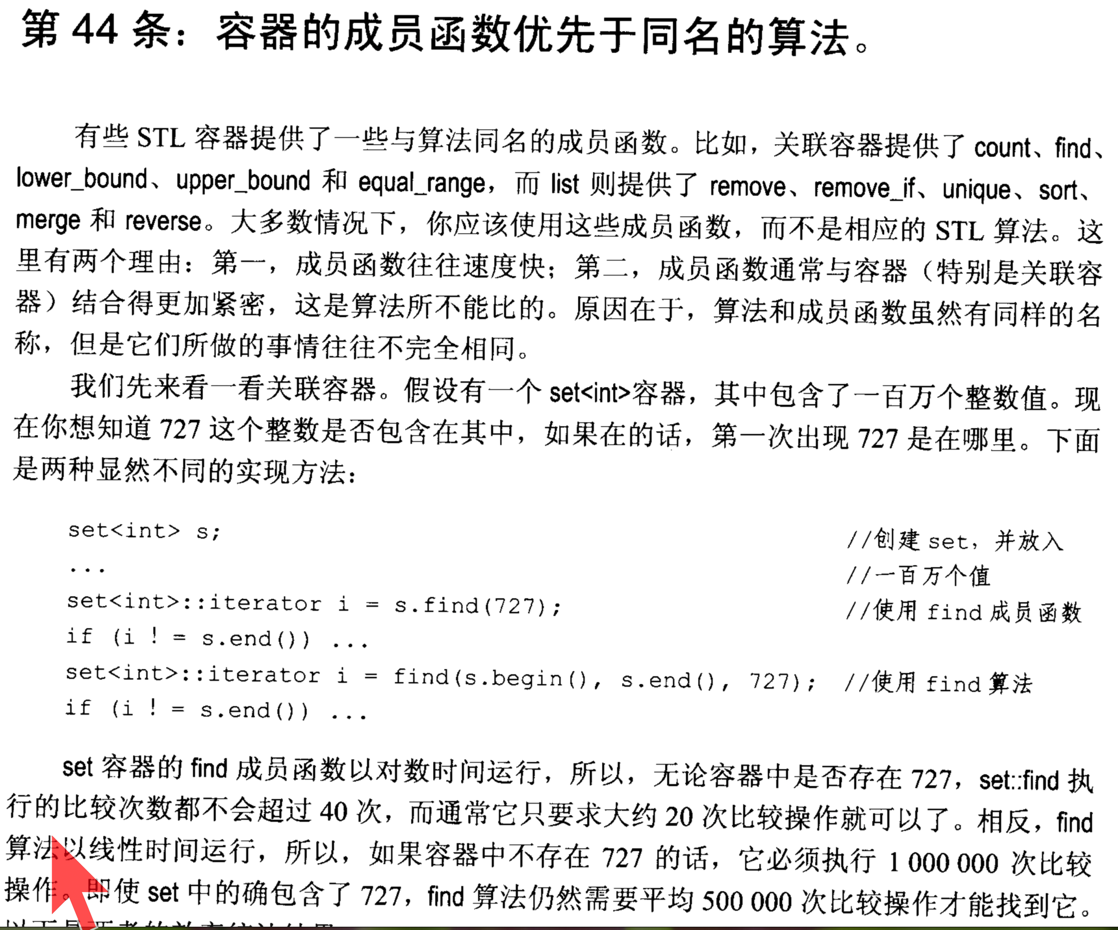 第 44 条：容器的成员函数优先于同名的算法。
有些 STL 容器提供了一些与算法同名的成员函数。比如，关联容器提供了 count、find、
lower_bound、upper_bound 和 equal_range，而 list 则提供了 remove、remove_if、unique、sort、
merge 和 reverse。大多数情况下，你应该使用这些成员函数，而不是相应的 STL 算法。这
里有两个理由：第一，成员函数往往速度快；第二，成员函数通常与容器（特别是关联容
器）结合得更加紧密，这是算法所不能比的。原因在于，算法和成员函数虽然有同样的名
称，但是它们所做的事情往往不完全相同。
我们先来看一看关联容器。假设有一个 set<int>容器，其中包含了一百万个整数值。现
在你想知道 727 这个整数是否包含在其中，如果在的话，第一次出现 727 是在哪里。下面
是两种显然不同的实现方法：
set<int> s; //创建 set，并放入
... //一百万个值
set<int>::iterator i = s.find(727); //使用 find 成员函数
if (i ! = s.end()) ...
set<int>::iterator i = find(s.begin(), s.end(), 727); //使用 find 算法
if (i ! = s.end()) ...
set 容器的 find 成员函数以对数时间运行，所以，无论容器中是否存在 727，set::find 执
行的比较次数都不会超过 40 次，而通常它只要求大约 20 次比较操作就可以了。相反，find
算法以线性时间运行，所以，如果容器中不存在 727 的话，它必须执行 1 000 000 次比较
操作。即使 set 中的确包含了 727，find 算法仍然需要平均 500 000 次比较操作才能找到它。